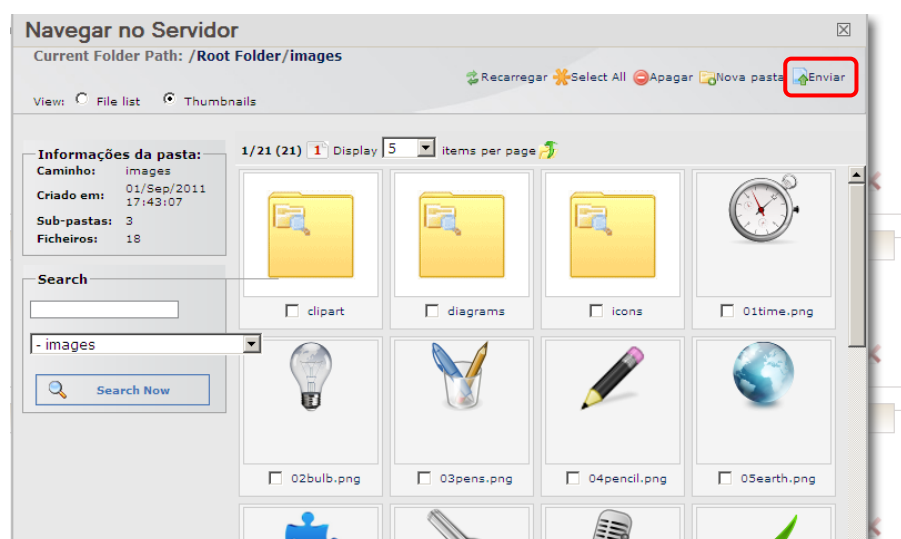 Navegar no Servidor
Current Folder Path: /Root Folder/images
Recarregar Select All Apagar Nova pasta Enviar
View: File list Thumbnails
Informações da pasta:
Caminho: images
Criado em: 01/Sep/2011
17:43:07
Sub-pastas: 3
Ficheiros: 18
Search
- images
Search Now
1/21 (21) 1 Display 5 items per page
clipart diagrams icons 01time.png
02bulb.png 03pens.png 04pencil.png 05earth.png